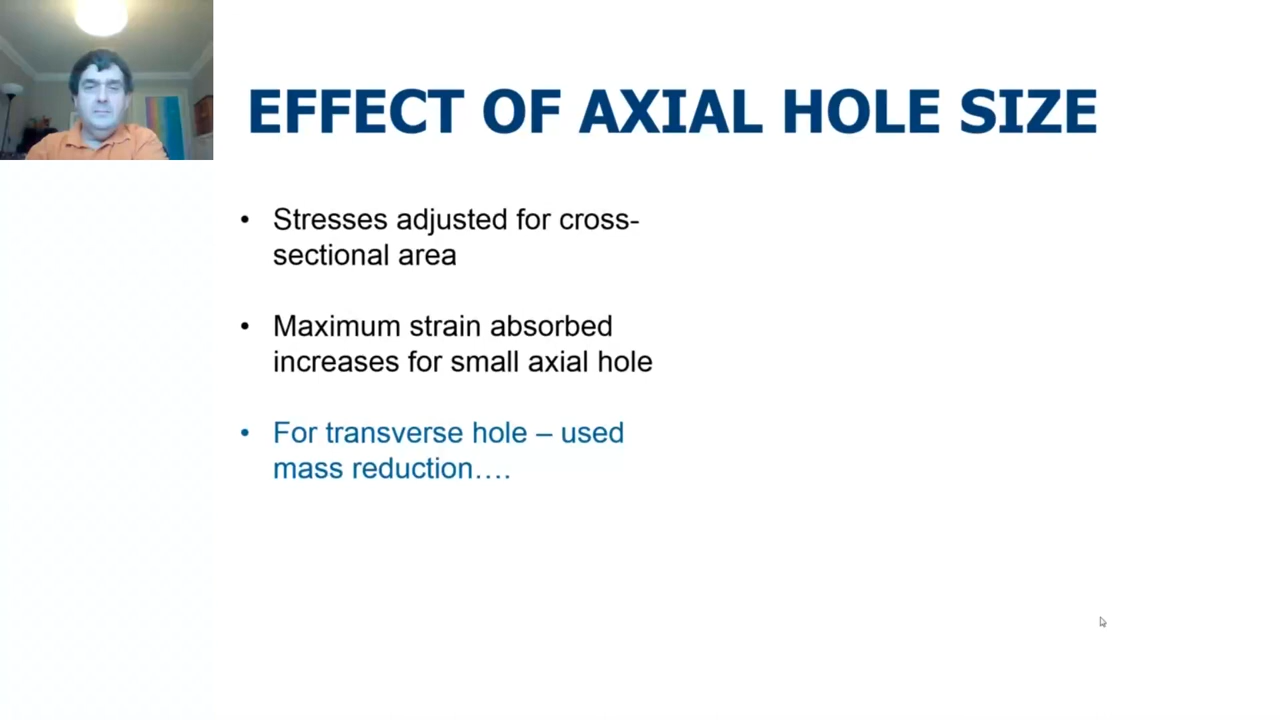 EFFECT OF AXIAL HOLE SIZE
• Stresses adjusted for cross-
sectional area
• Maximum strain absorbed
increases for small axial hole
• For transverse hole – used
mass reduction….